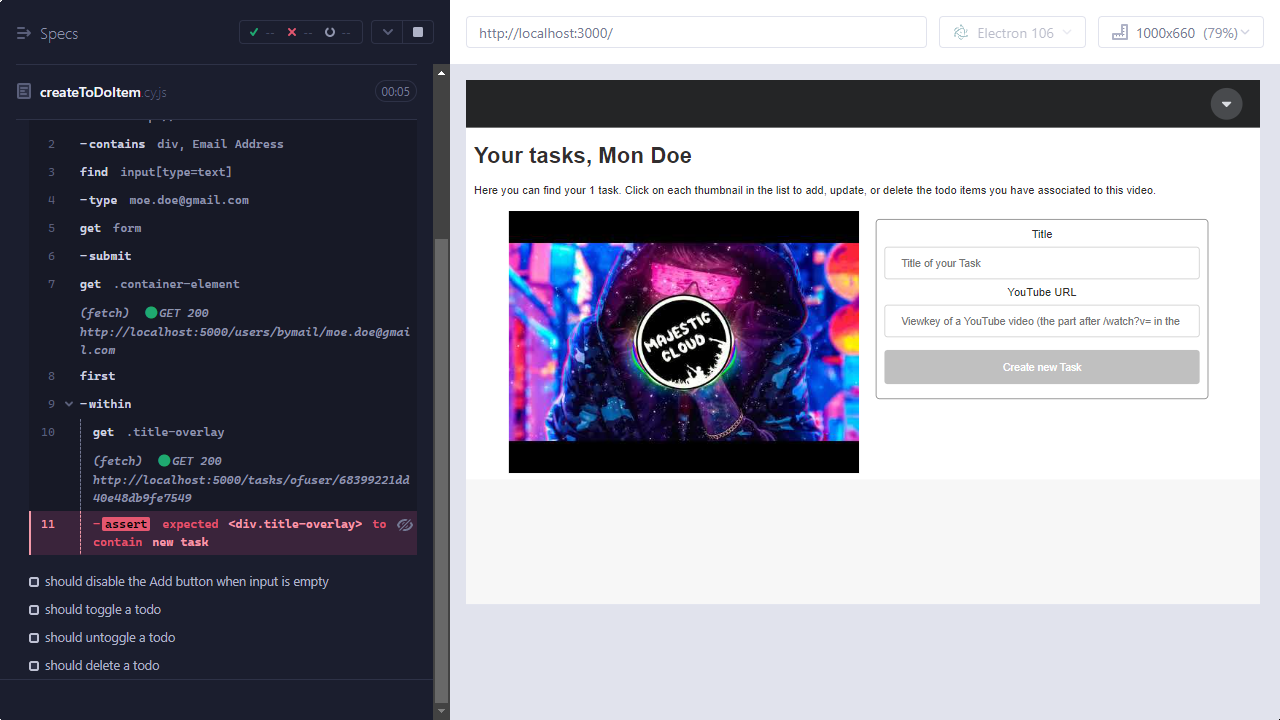 Specs
-- -- --
createToDoItem.cy.js
00:05
2 -contains div, Email Address
3 find input[type=text]
4 -type moe.doe@gmail.com
5 get form
6 -submit
7 get .container-element
(fetch) GET 200
http://localhost:5000/users/bymail/moe.doe@gmai
l.com
8 first
9 -within
10 get .title-overlay
(fetch) GET 200
http://localhost:5000/tasks/ofuser/68399221dd
40e48db9fe7549
11 -assert expected <div.title-overlay> to
contain new task
should disable the Add button when input is empty
should toggle a todo
should untoggle a todo
should delete a todo
http://localhost:3000/
Electron 106
1000x660 (79%)
Your tasks, Mon Doe
Here you can find your 1 task. Click on each thumbnail in the list to add, update, or delete the todo items you have associated to this video.
MAJESTIC
CLOUD
Title
Title of your Task
YouTube URL
Viewkey of a YouTube video (the part after /watch?v= in the
Create new Task